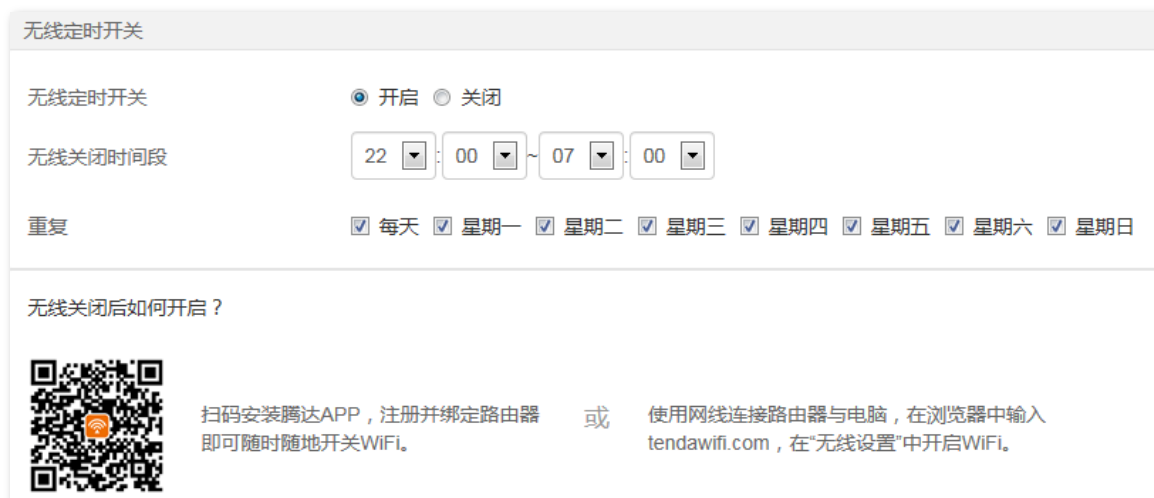 无线定时开关
无线定时开关 开启 关闭
无线关闭时间段 22 : 00 ~ 07 : 00
重复 每天 星期一 星期二 星期三 星期四 星期五 星期六 星期日
无线关闭后如何开启？
扫码安装腾达APP，注册并绑定路由器
即可随时随地开关WiFi。
或
使用网线连接路由器与电脑，在浏览器中输入
tendawifi.com，在“无线设置”中开启WiFi。